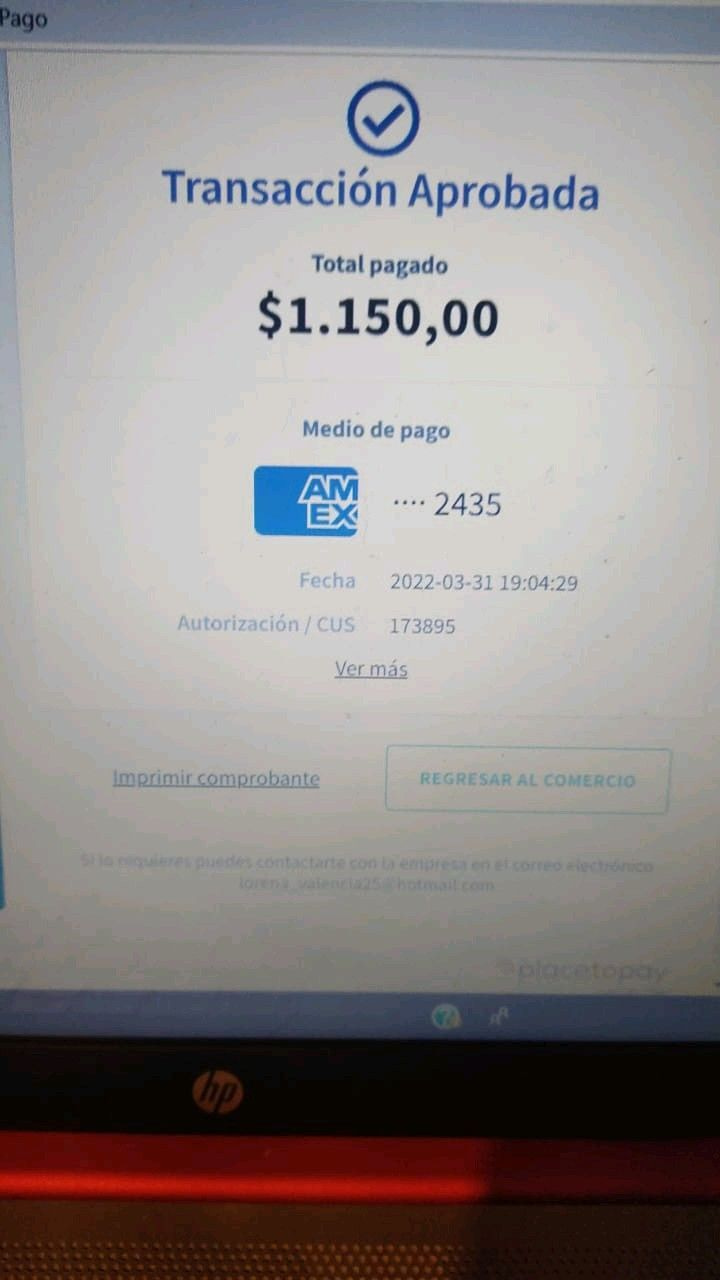 Pago
Transacción Aprobada
Total pagado
$1.150,00
Medio de pago
AM
EX
.... 2435
Fecha 2022-03-31 19:04:29
Autorización / CUS 173895
Ver más
Imprimir comprobante
REGRESAR AL COMERCIO
Si lo requieres puedes contactarte con la empresa en el correo electrónico
lorena_valencia25@hotmail.com
placetopay
hp